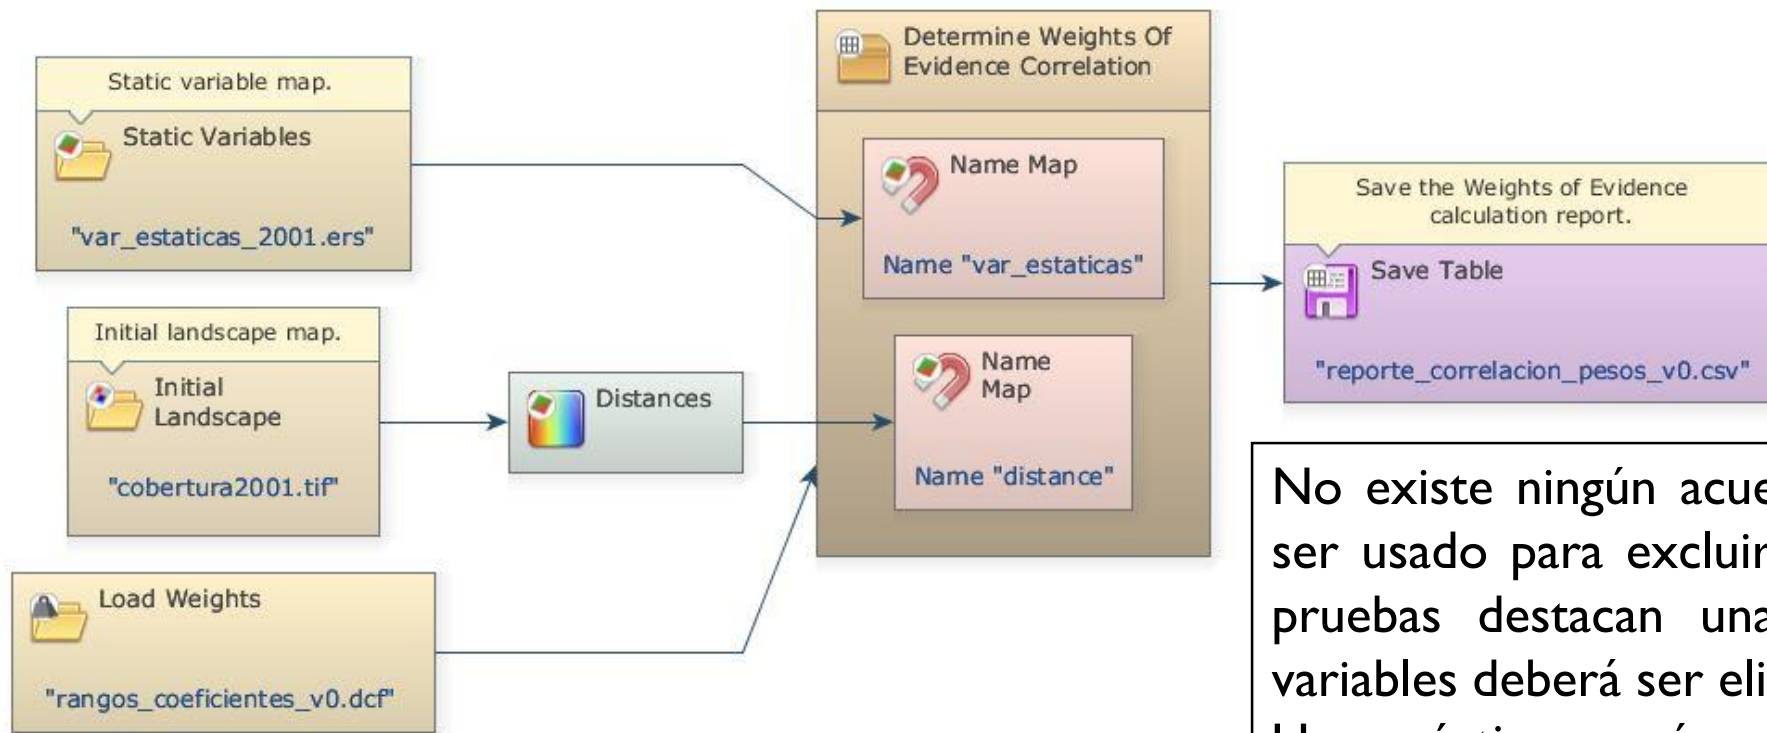 Static variable map.
Static Variables
"var_estaticas_2001.ers"
Initial landscape map.
Initial
Landscape
"cobertura2001.tif"
Distances
Load Weights
"rangos_coeficientes_v0.dcf"
Determine Weights Of
Evidence Correlation
Name Map
Name "var_estaticas"
Name
Map
Name "distance"
Save the Weights of Evidence
calculation report.
Save Table
"reporte_correlacion_pesos_v0.csv"
No existe ningún
ser usado para excluir
pruebas destacan una
variables deberá ser